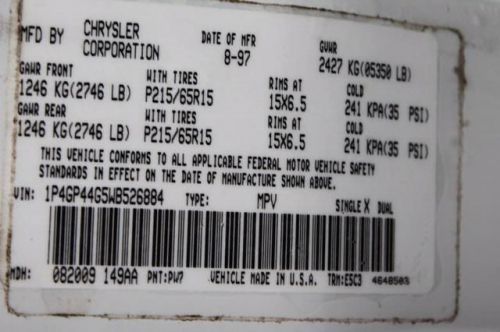 MFD BY CHRYSLER CORPORATION DATE OF MFR 8-97 GVWR 2427 KG(05350 LB)
GAWR FRONT WITH TIRES RIMS AT COLD
1246 KG(2746 LB) P215/65R15 15X6.5 241 KPA(35 PSI)
GAWR REAR WITH TIRES RIMS AT COLD
1246 KG(2746 LB) P215/65R15 15X6.5 241 KPA(35 PSI)
THIS VEHICLE CONFORMS TO ALL APPLICABLE FEDERAL MOTOR VEHICLE SAFETY
STANDARDS IN EFFECT ON THE DATE OF MANUFACTURE SHOWN ABOVE.
VIN: 1P4GP44G5WB526884 TYPE: MPV SINGLE X DUAL
MDH: 082009 149AA PNT:PW7 VEHICLE MADE IN U.S.A. TRM:E5C3 4648503